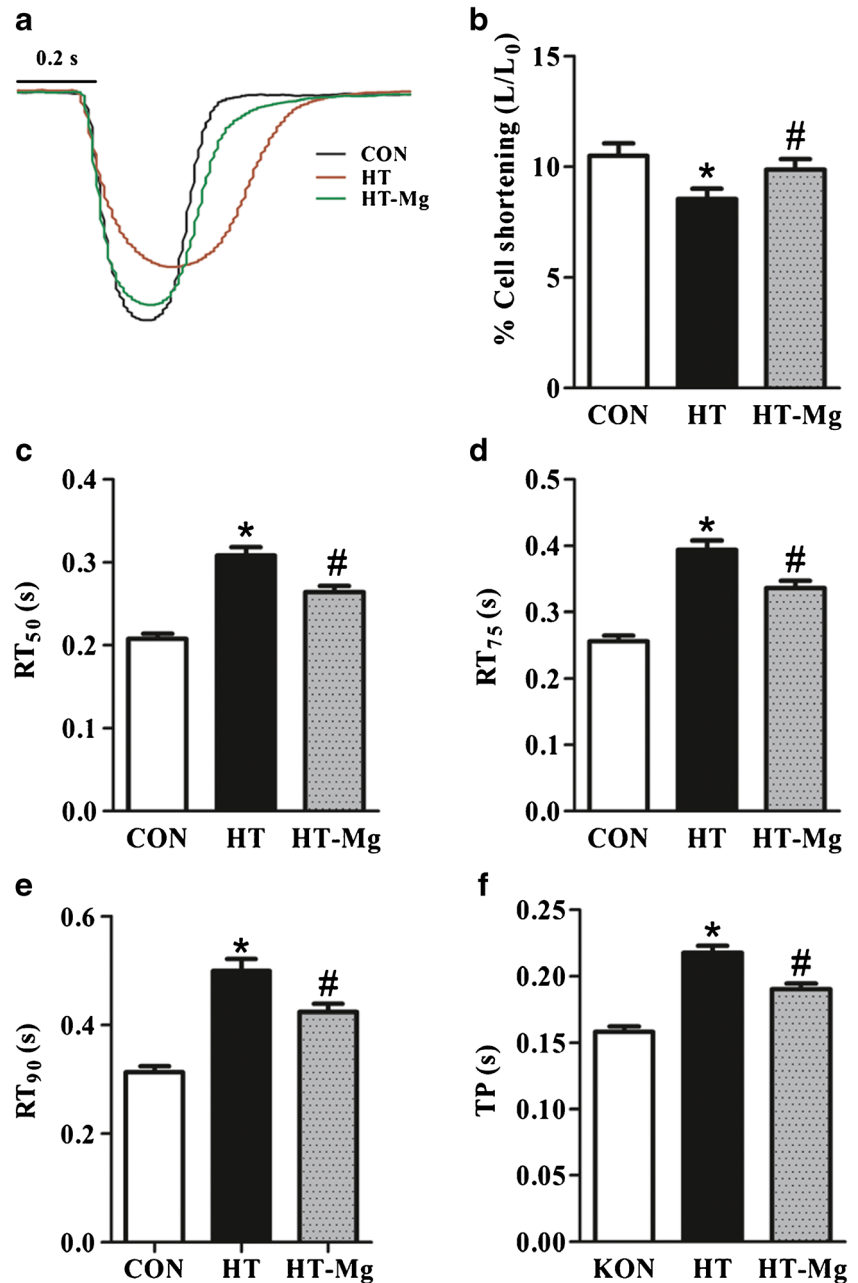 a
0.2 s
CON
HT
HT-Mg
b
% Cell shortening (L/L0)
15
10
5
0
*
#
CON HT HT-Mg
c
RT50 (s)
0.4
0.3
0.2
0.1
0.0
*
#
CON HT HT-Mg
d
RT75 (s)
0.5
0.4
0.3
0.2
0.1
0.0
*
#
CON HT HT-Mg
e
RT90 (s)
0.6
0.4
0.2
0.0
*
#
CON HT HT-Mg
f
TP (s)
0.25
0.20
0.15
0.10
0.05
0.00
*
#
KON HT HT-Mg